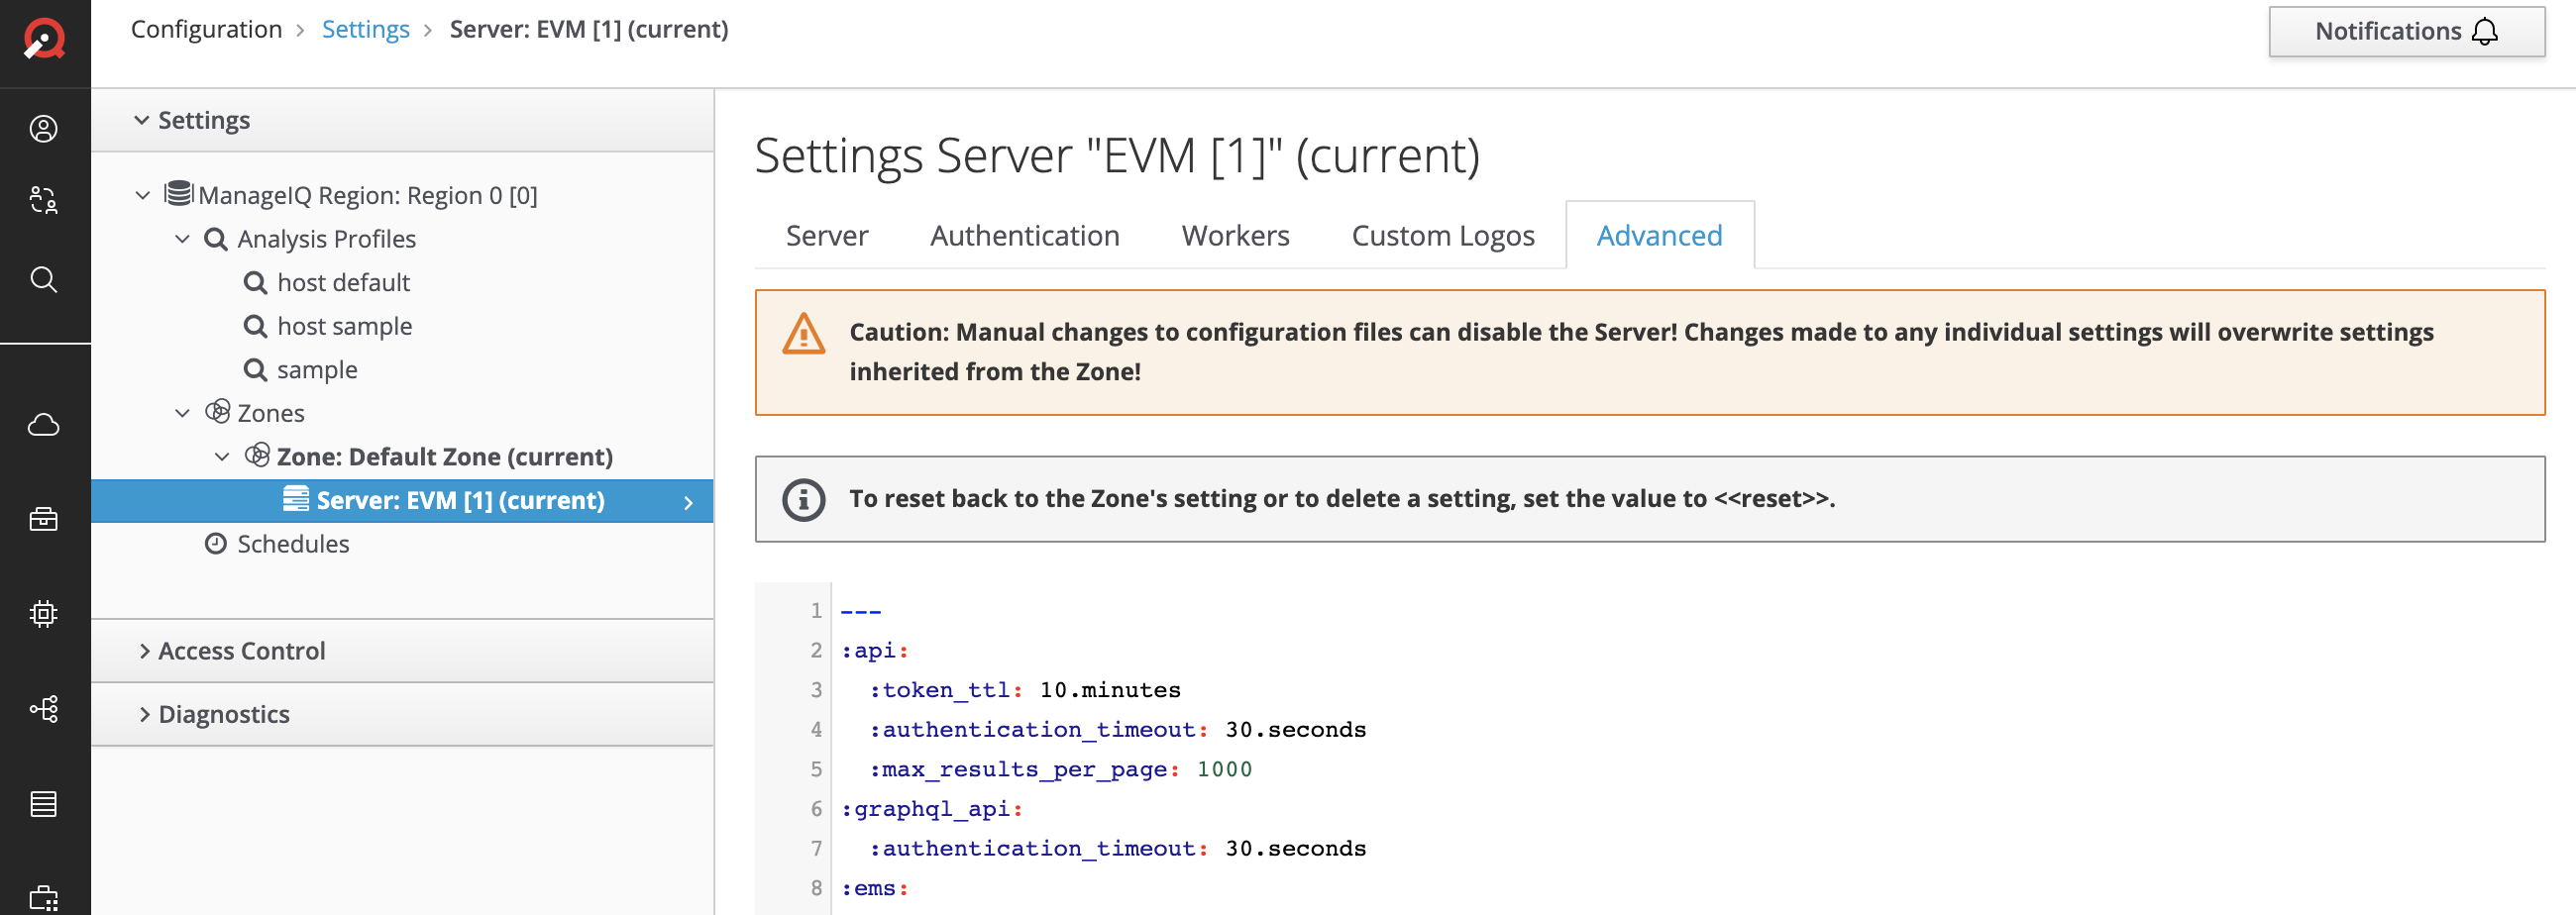 Configuration > Settings > Server: EVM [1] (current)
Notifications
Settings
ManageIQ Region: Region 0 [0]
Analysis Profiles
host default
host sample
sample
Zones
Zone: Default Zone (current)
Server: EVM [1] (current)
Schedules
Access Control
Diagnostics
Settings Server "EVM [1]" (current)
Server Authentication Workers Custom Logos Advanced
Caution: Manual changes to configuration files can disable the Server! Changes made to any individual settings will overwrite settings
inherited from the Zone!
To reset back to the Zone's setting or to delete a setting, set the value to <<reset>>.
1 ---
2 :api:
3   :token_ttl: 10.minutes
4   :authentication_timeout: 30.seconds
5   :max_results_per_page: 1000
6 :graphql_api:
7   :authentication_timeout: 30.seconds
8 :ems: